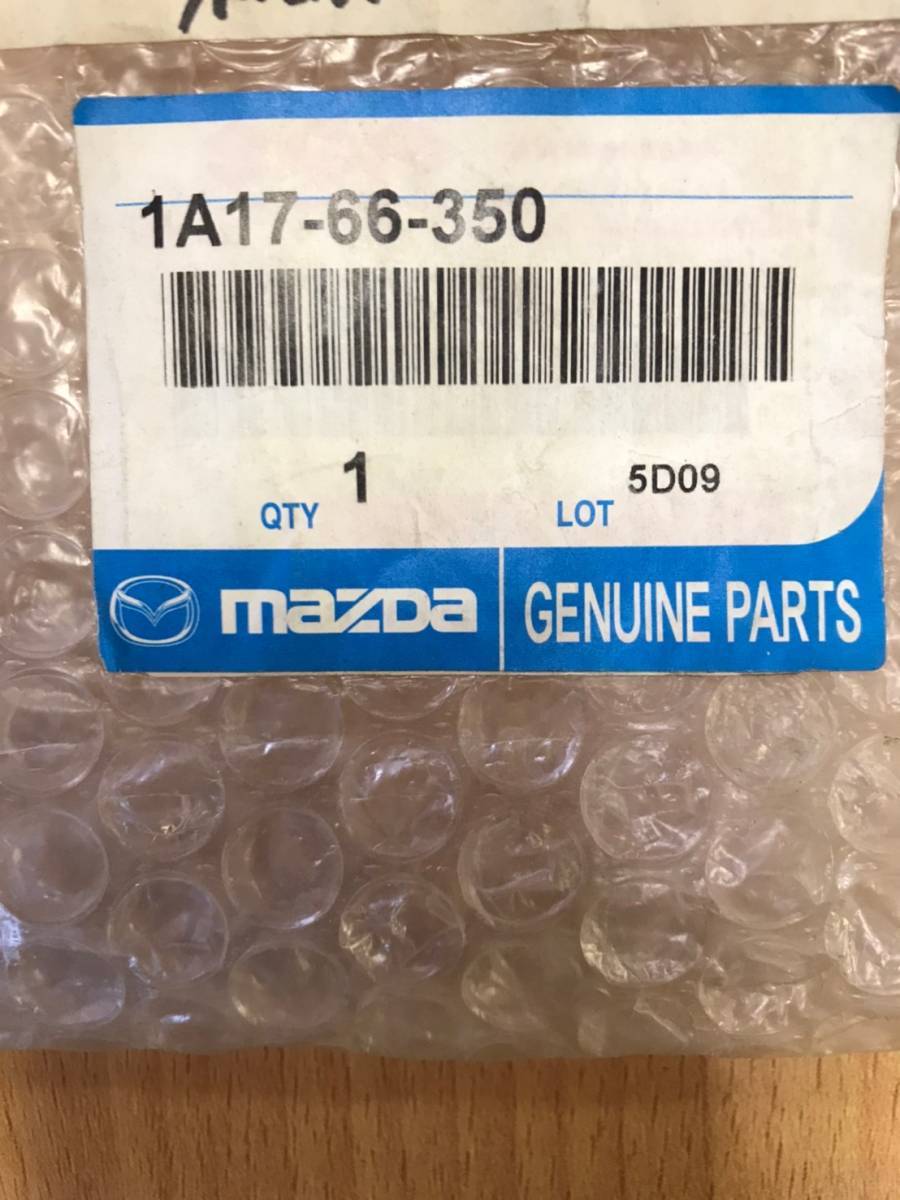 1A17-66-350
QTY 1
LOT 5D09
mazda
GENUINE PARTS